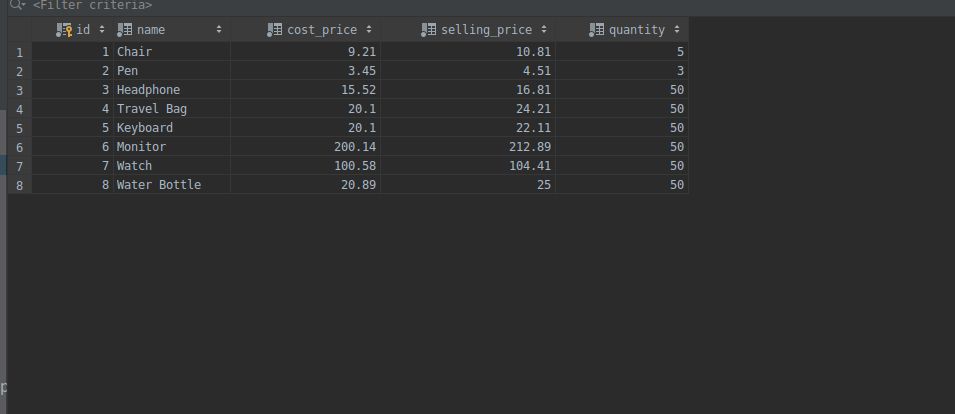 <Filter criteria>
id name cost_price selling_price quantity
1 1 Chair 9.21 10.81 5
2 2 Pen 3.45 4.51 3
3 3 Headphone 15.52 16.81 50
4 4 Travel Bag 20.1 24.21 50
5 5 Keyboard 20.1 22.11 50
6 6 Monitor 200.14 212.89 50
7 7 Watch 100.58 104.41 50
8 8 Water Bottle 20.89 25 50
p